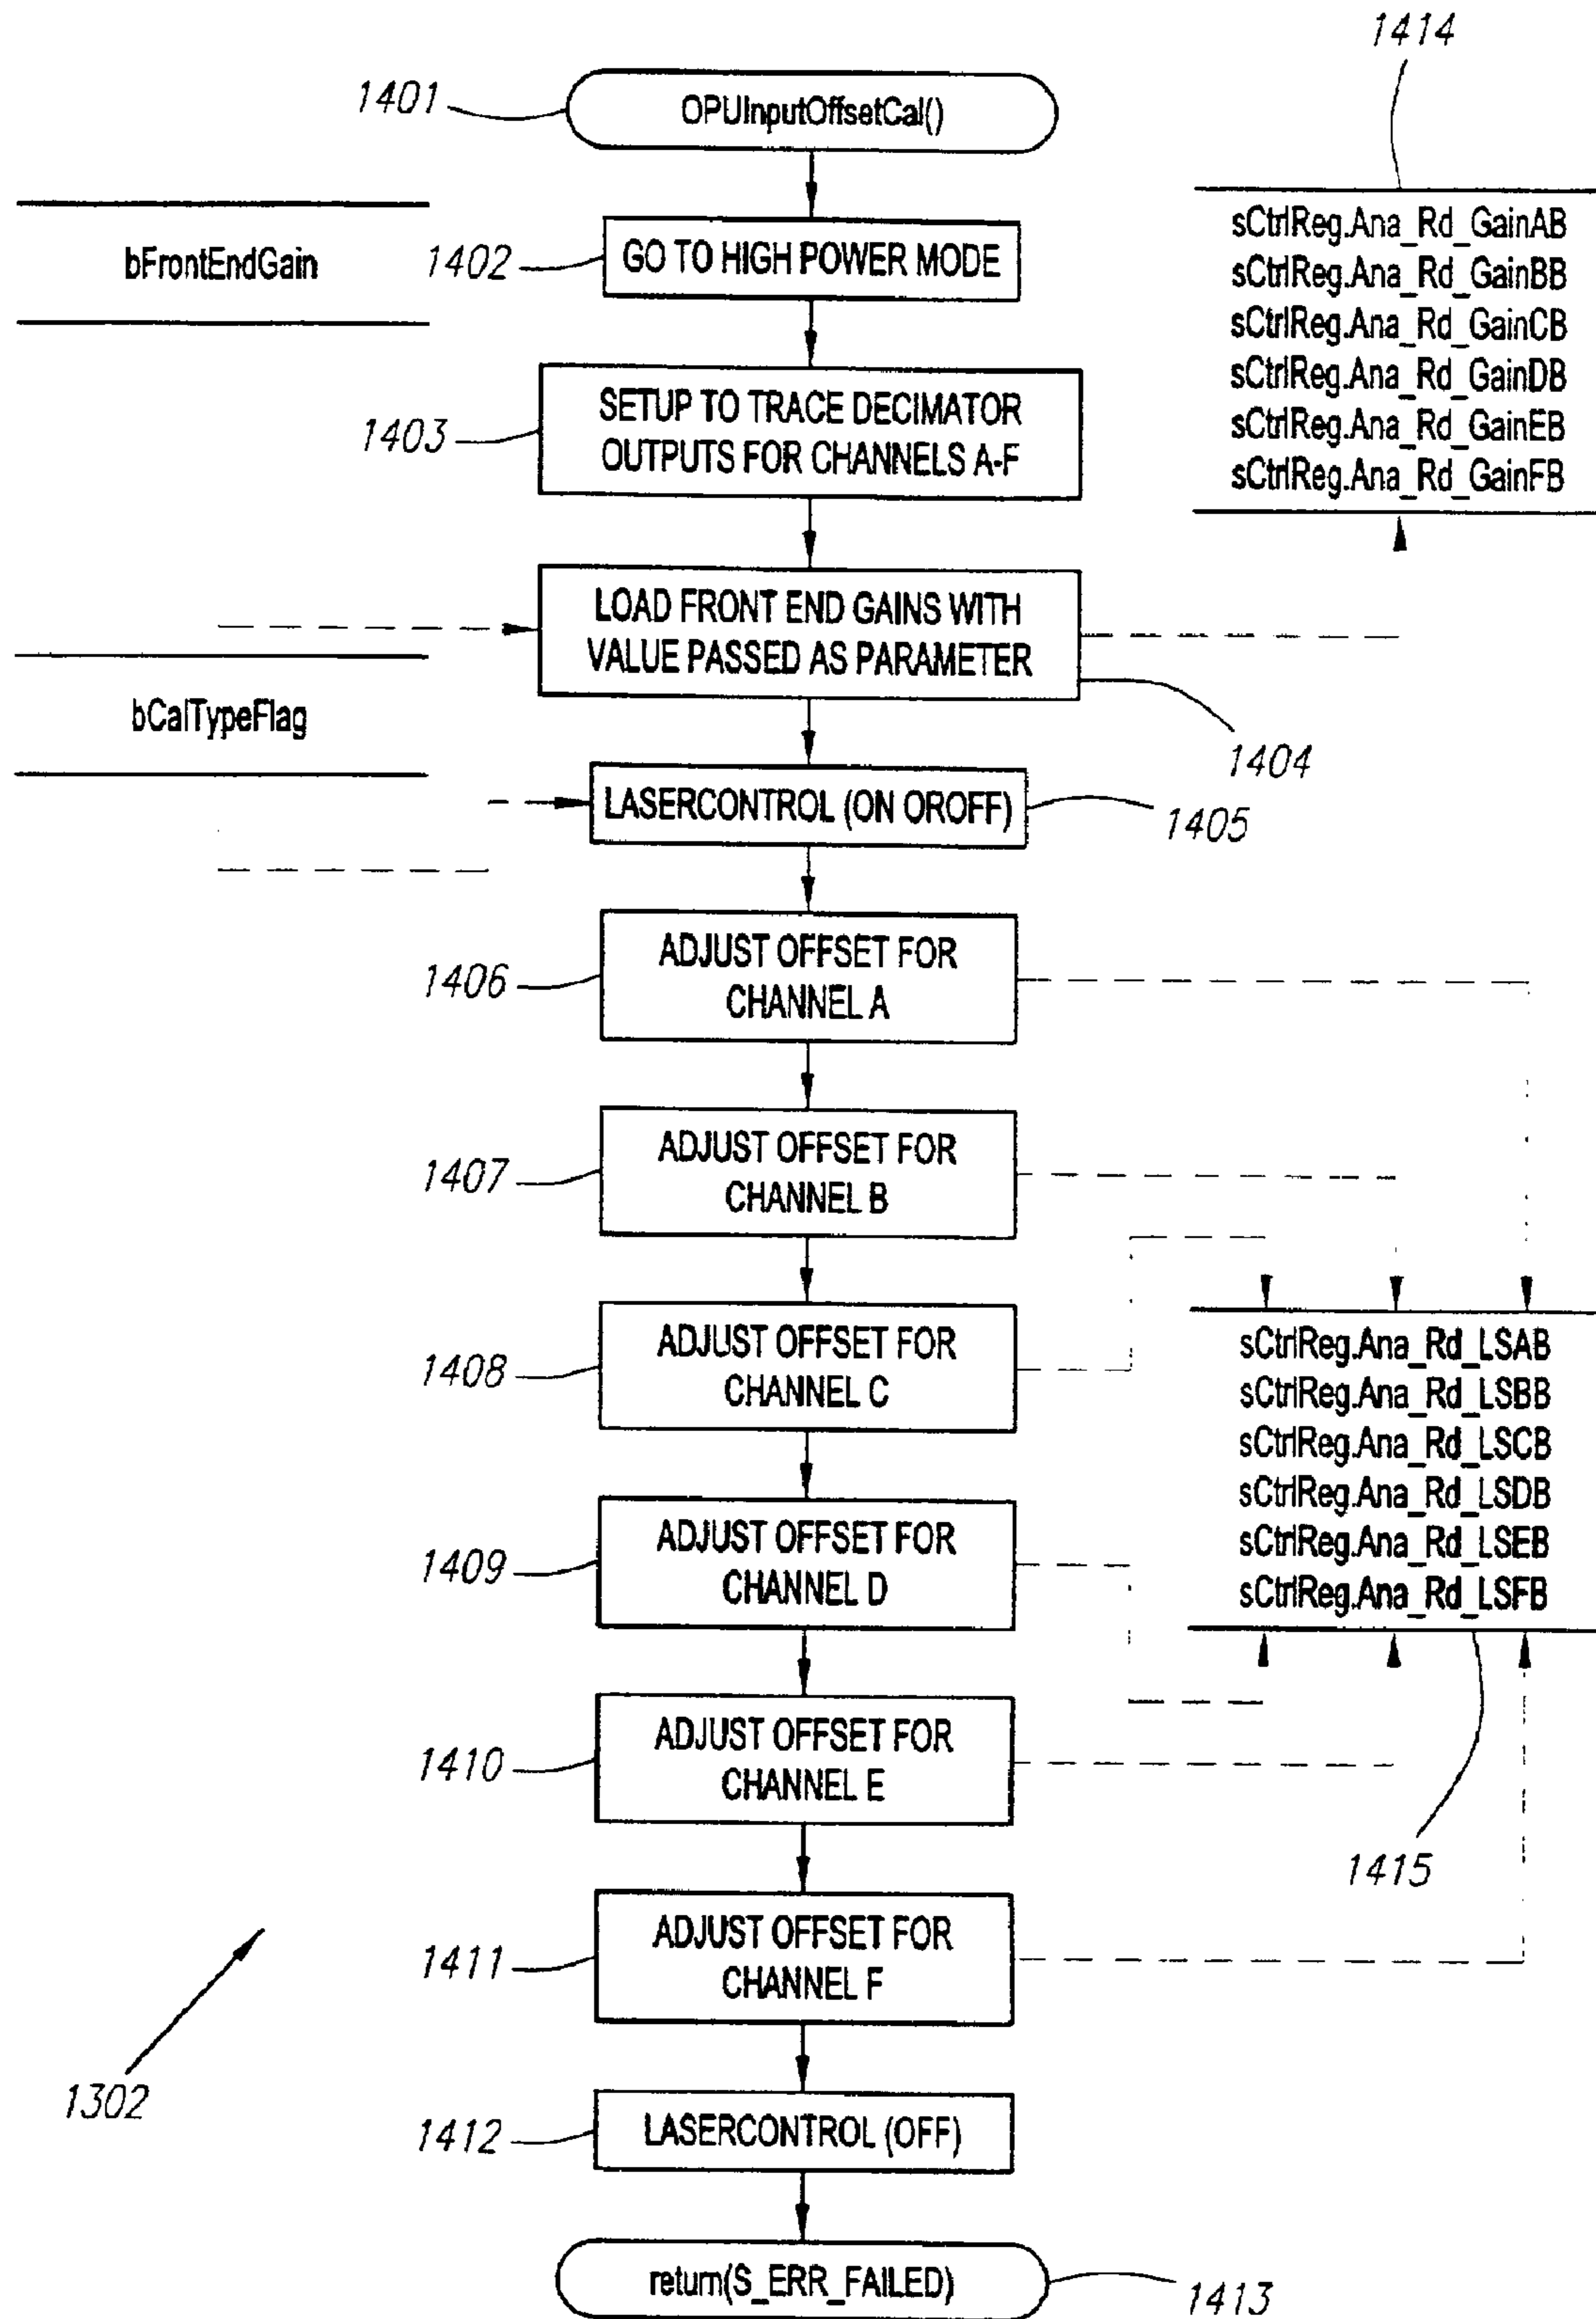 1414
1401
OPUInputOffsetCal()
bFrontEndGain
1402
GO TO HIGH POWER MODE
sCtrlReg.Ana_Rd_GainAB
sCtrlReg.Ana_Rd_GainBB
sCtrlReg.Ana_Rd_GainCB
sCtrlReg.Ana_Rd_GainDB
sCtrlReg.Ana_Rd_GainEB
sCtrlReg.Ana_Rd_GainFB
1403
SETUP TO TRACE DECIMATOR
OUTPUTS FOR CHANNELS A-F
LOAD FRONT END GAINS WITH
VALUE PASSED AS PARAMETER
1404
bCalTypeFlag
LASERCONTROL (ON OROFF)
1405
1406
ADJUST OFFSET FOR
CHANNEL A
1407
ADJUST OFFSET FOR
CHANNEL B
1408
ADJUST OFFSET FOR
CHANNEL C
sCtrlReg.Ana_Rd_LSAB
sCtrlReg.Ana_Rd_LSBB
sCtrlReg.Ana_Rd_LSCB
sCtrlReg.Ana_Rd_LSDB
sCtrlReg.Ana_Rd_LSEB
sCtrlReg.Ana_Rd_LSFB
1409
ADJUST OFFSET FOR
CHANNEL D
1410
ADJUST OFFSET FOR
CHANNEL E
1415
1411
ADJUST OFFSET FOR
CHANNEL F
1302
1412
LASERCONTROL (OFF)
return(S_ERR_FAILED)
1413